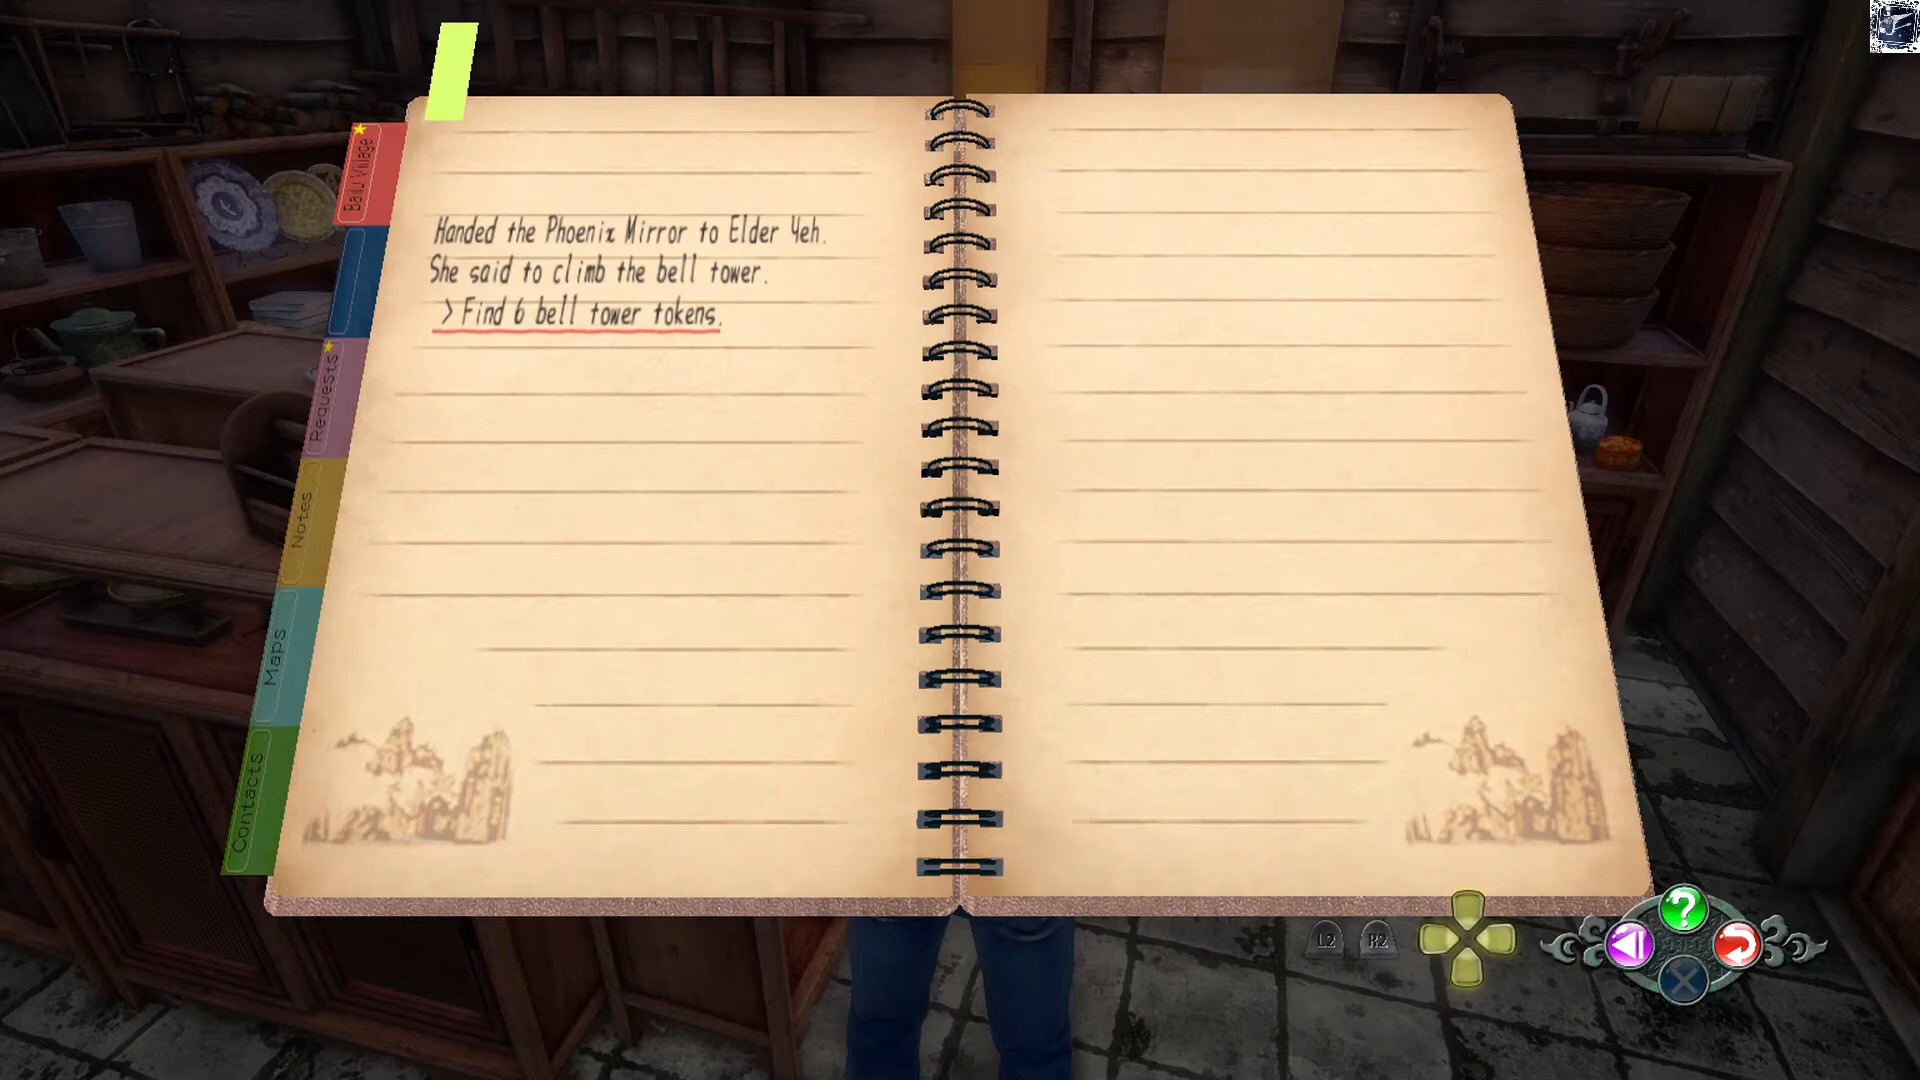 Handed the Phoenix Mirror to Elder Yeh.
She said to climb the bell tower.
> Find 6 bell tower tokens.
Bailu Village
Requests
Notes
Maps
Contacts
L2 R2
?